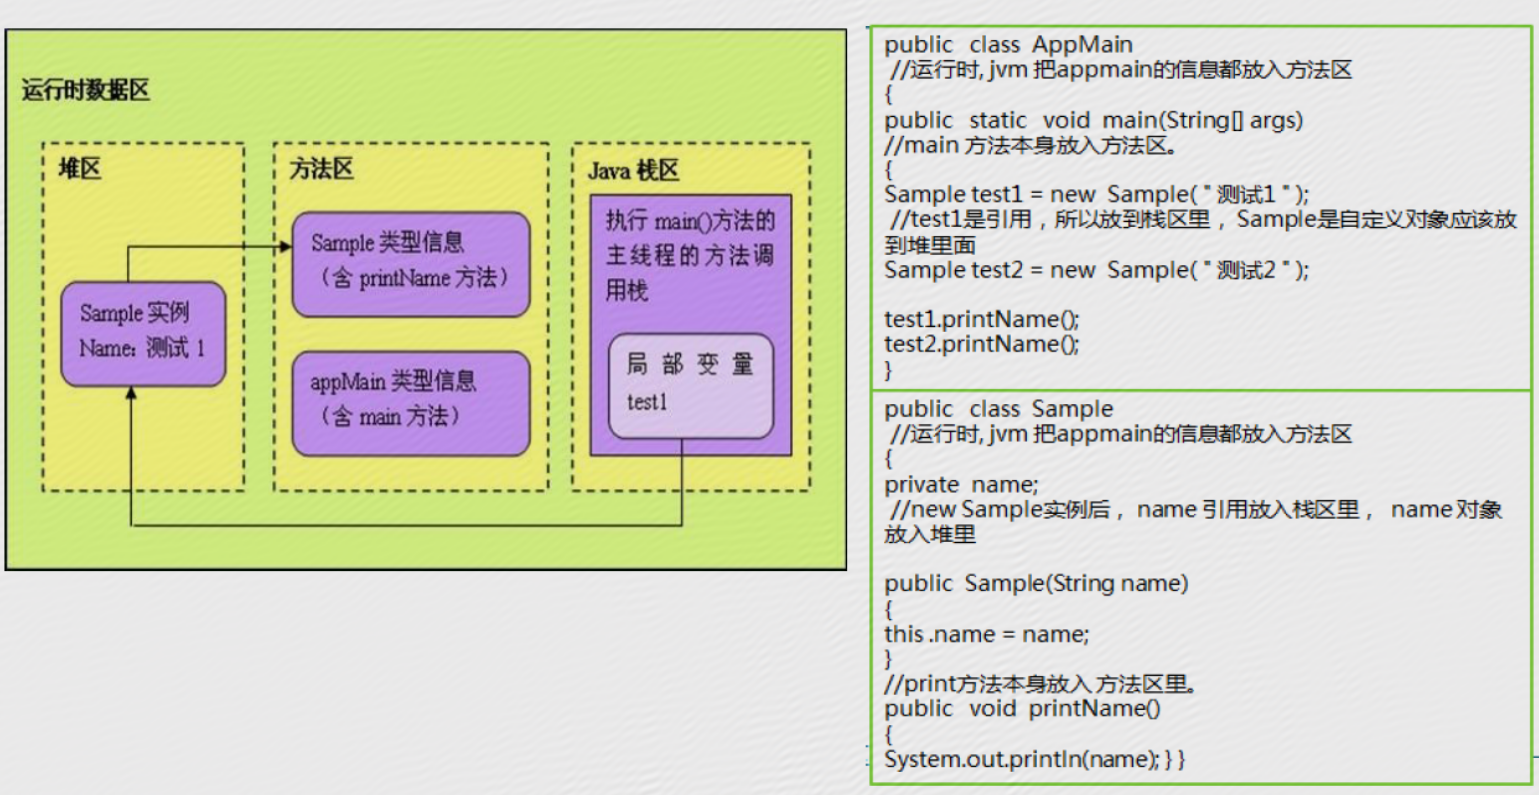 运行时数据区
堆区
Sample 实例
Name: 测试 1
方法区
Sample 类型信息
（含 printName 方法）
appMain 类型信息
（含 main 方法）
Java 栈区
执行 main()方法的
主线程的方法调
用栈
局 部 变 量
test1
public class AppMain
//运行时, jvm 把appmain的信息都放入方法区
{
public static void main(String[] args)
//main 方法本身放入方法区。
{
Sample test1 = new Sample( " 测试1 " );
//test1是引用，所以放到栈区里， Sample是自定义对象应该放
到堆里面
Sample test2 = new Sample( " 测试2 " );
test1.printName();
test2.printName();
}
public class Sample
//运行时, jvm 把appmain的信息都放入方法区
{
private name;
//new Sample实例后， name 引用放入栈区里， name 对象
放入堆里
public Sample(String name)
{
this .name = name;
}
//print方法本身放入 方法区里。
public void printName()
{
System.out.println(name); } }